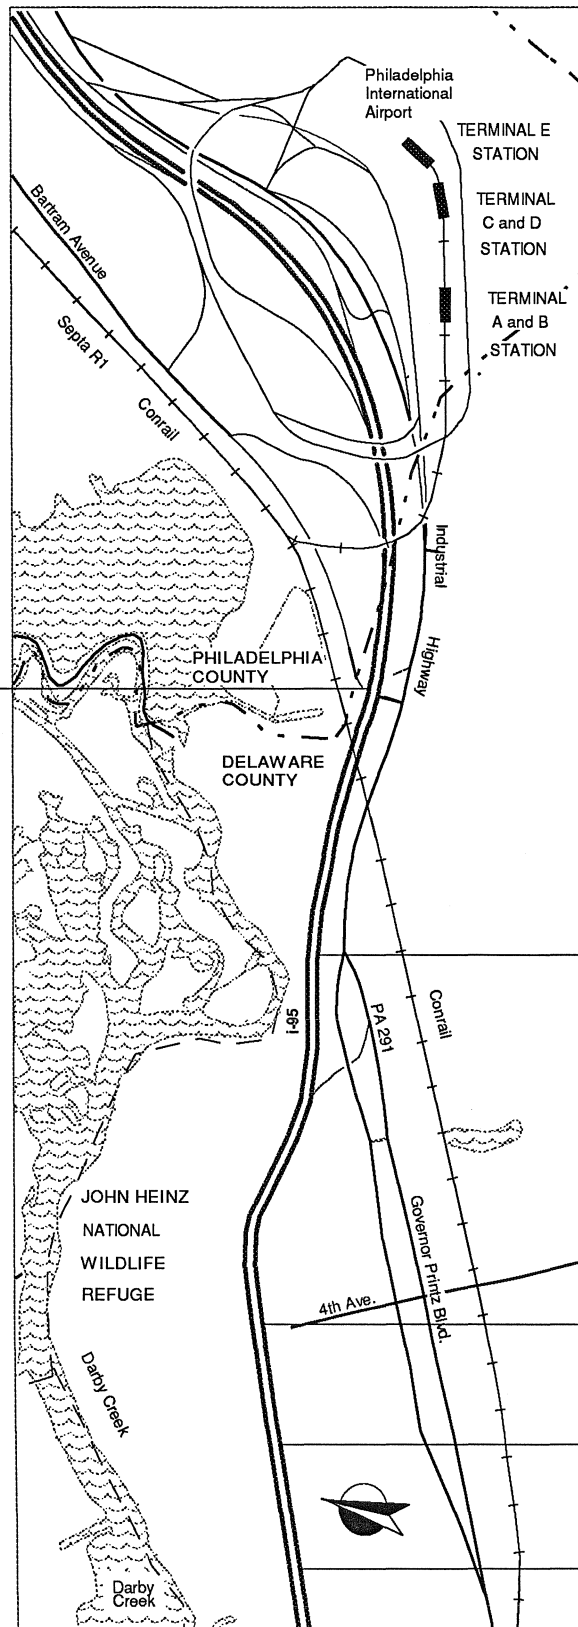 Philadelphia
International
Airport
TERMINAL E
STATION
TERMINAL
C and D
STATION
TERMINAL
A and B
STATION
Bartram Avenue
Septa R1
Conrail
Industrial
Highway
PHILADELPHIA
COUNTY
DELAWARE
COUNTY
i-95
PA 291
Conrail
JOHN HEINZ
NATIONAL
WILDLIFE
REFUGE
Governor Printz Blvd.
4th Ave.
Darby Creek
Darby
Creek